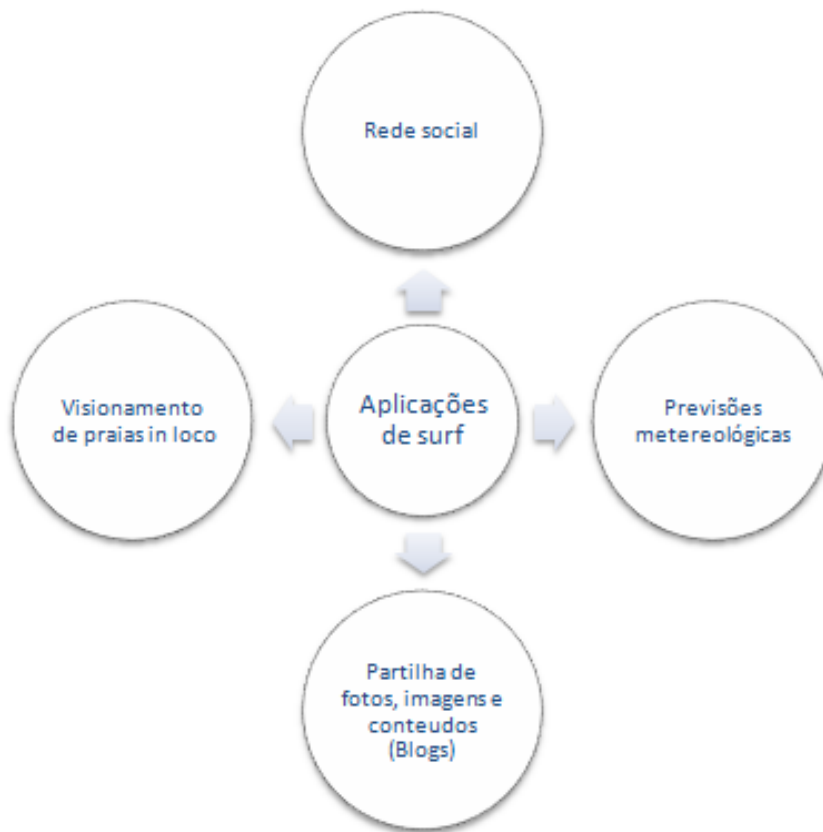 Rede social
Visionamento
de praias in loco
Aplicações
de surf
Previsões
metereológicas
Partilha de
fotos, imagens e
conteudos
(Blogs)